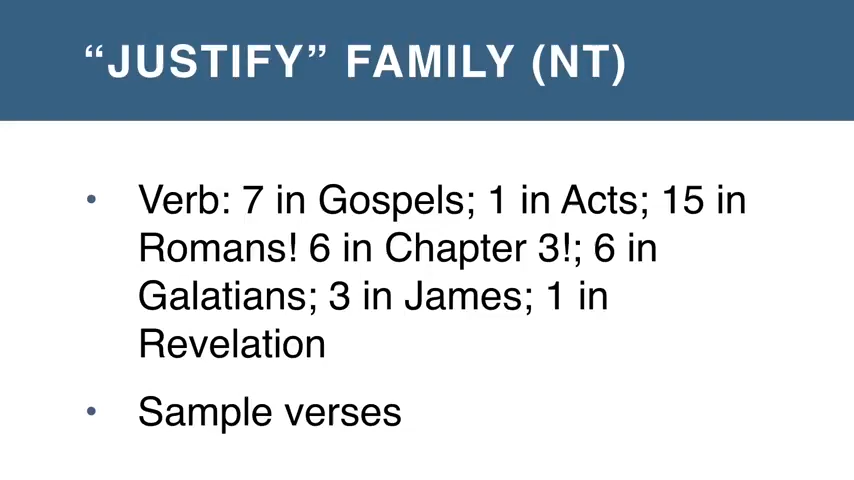 “JUSTIFY” FAMILY (NT)
• Verb: 7 in Gospels; 1 in Acts; 15 in
Romans! 6 in Chapter 3!; 6 in
Galatians; 3 in James; 1 in
Revelation
• Sample verses